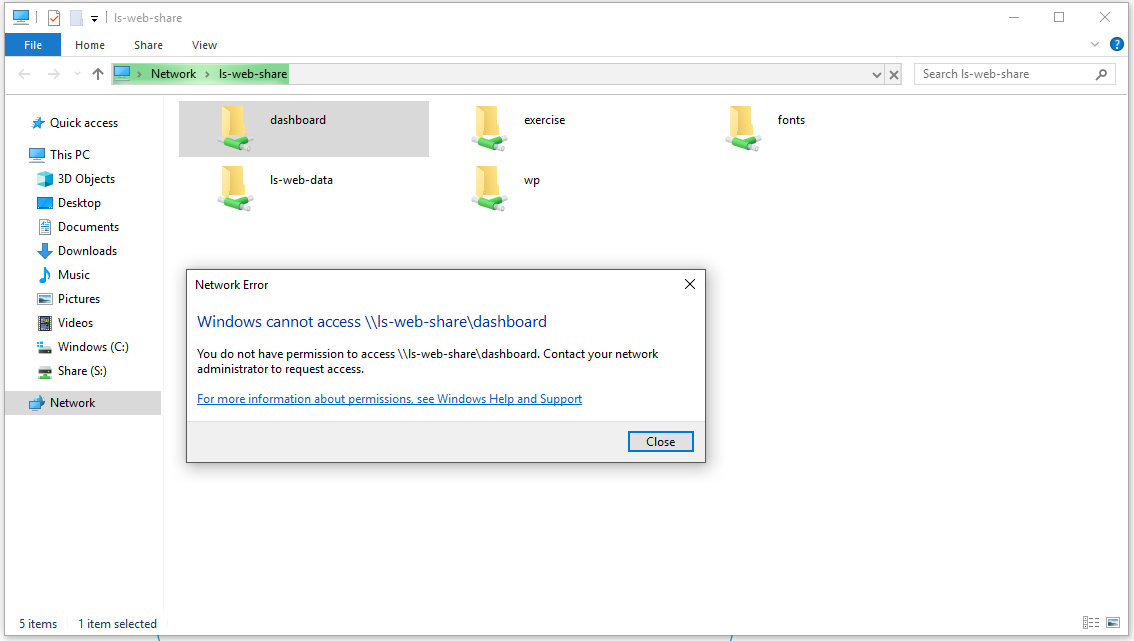 ls-web-share
File Home Share View
Network ls-web-share
Search ls-web-share
Quick access
This PC
3D Objects
Desktop
Documents
Downloads
Music
Pictures
Videos
Windows (C:)
Share (S:)
Network
dashboard exercise fonts
ls-web-data wp
Network Error
Windows cannot access \\ls-web-share\dashboard
You do not have permission to access \\ls-web-share\dashboard. Contact your network
administrator to request access.
For more information about permissions, see Windows Help and Support
Close
5 items 1 item selected